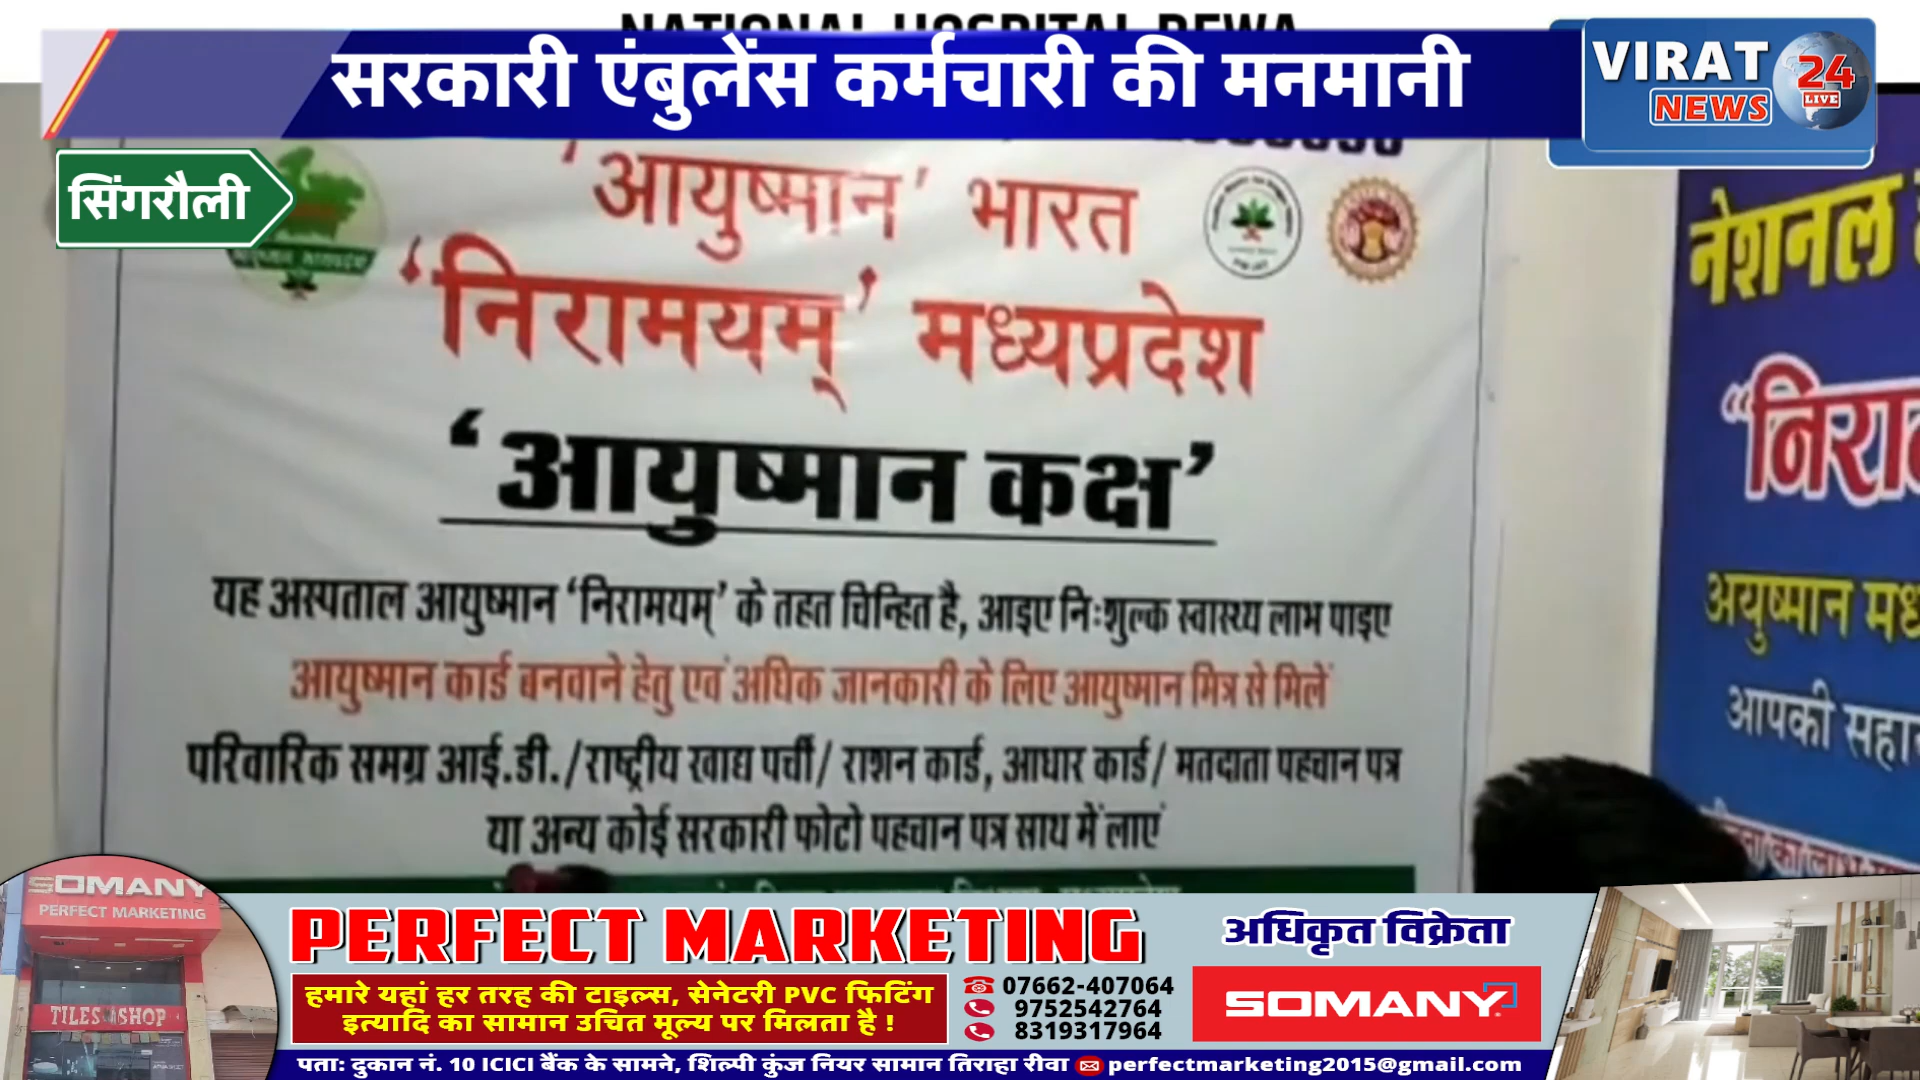 NATIONAL HOSPITAL REWA
सरकारी एंबुलेंस कर्मचारी की मनमानी
VIRAT
24
LIVE
NEWS
सिंगरौली
'आयुष्मान' भारत
'निरामयम्' मध्यप्रदेश
'आयुष्मान कक्ष'
यह अस्पताल आयुष्मान 'निरामयम्' के तहत चिन्हित है, आइए निःशुल्क स्वास्थ्य लाभ पाइए
आयुष्मान कार्ड बनवाने हेतु एवं अधिक जानकारी के लिए आयुष्मान मित्र से मिलें
परिवारिक समग्र आई.डी./राष्ट्रीय खाद्य पर्ची/ राशन कार्ड, आधार कार्ड/ मतदाता पहचान पत्र
या अन्य कोई सरकारी फोटो पहचान पत्र साथ में लाएं
नेशनल
अयुष्मान
आपकी
SOMANY
PERFECT MARKETING
TILES SHOP
PERFECT MARKETING
हमारे यहां हर तरह की टाइल्स, सेनेटरी PVC फिटिंग
इत्यादि का सामान उचित मूल्य पर मिलता है !
07662-407064
9752542764
8319317964
अधिकृत विक्रेता
SOMANY
पता: दुकान नं. 10 ICICI बैंक के सामने, शिल्पी कुंज नियर सामान तिराहा रीवा perfectmarketing2015@gmail.com